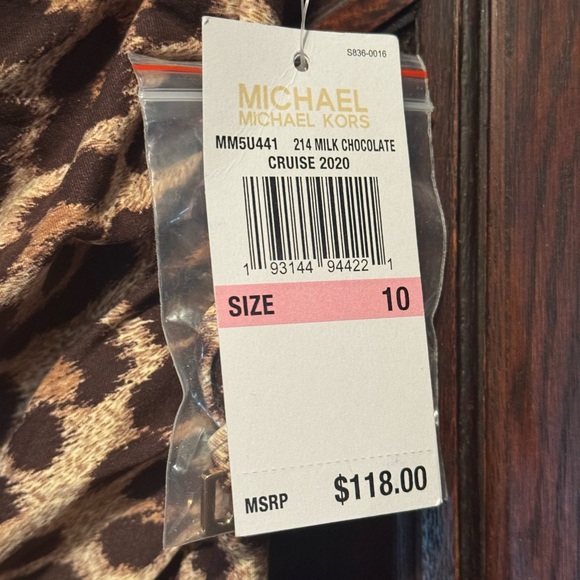 S836-0016
MICHAEL
MICHAEL KORS
MM5U441 214 MILK CHOCOLATE
CRUISE 2020
1 93144 94422 1
SIZE 10
MSRP $118.00